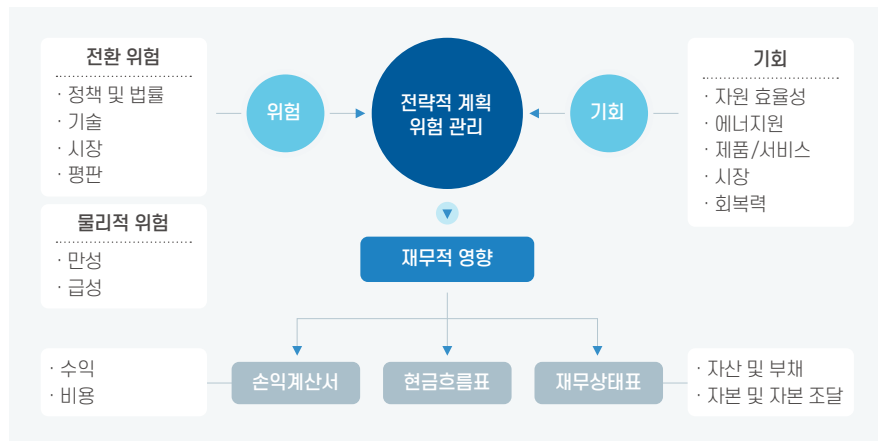 전환 위험
· 정책 및 법률
· 기술
· 시장
· 평판
물리적 위험
· 만성
· 급성
위험
전략적 계획
위험 관리
기회
기회
· 자원 효율성
· 에너지원
· 제품/서비스
· 시장
· 회복력
재무적 영향
· 수익
· 비용
손익계산서
현금흐름표
재무상태표
· 자산 및 부채
· 자본 및 자본 조달